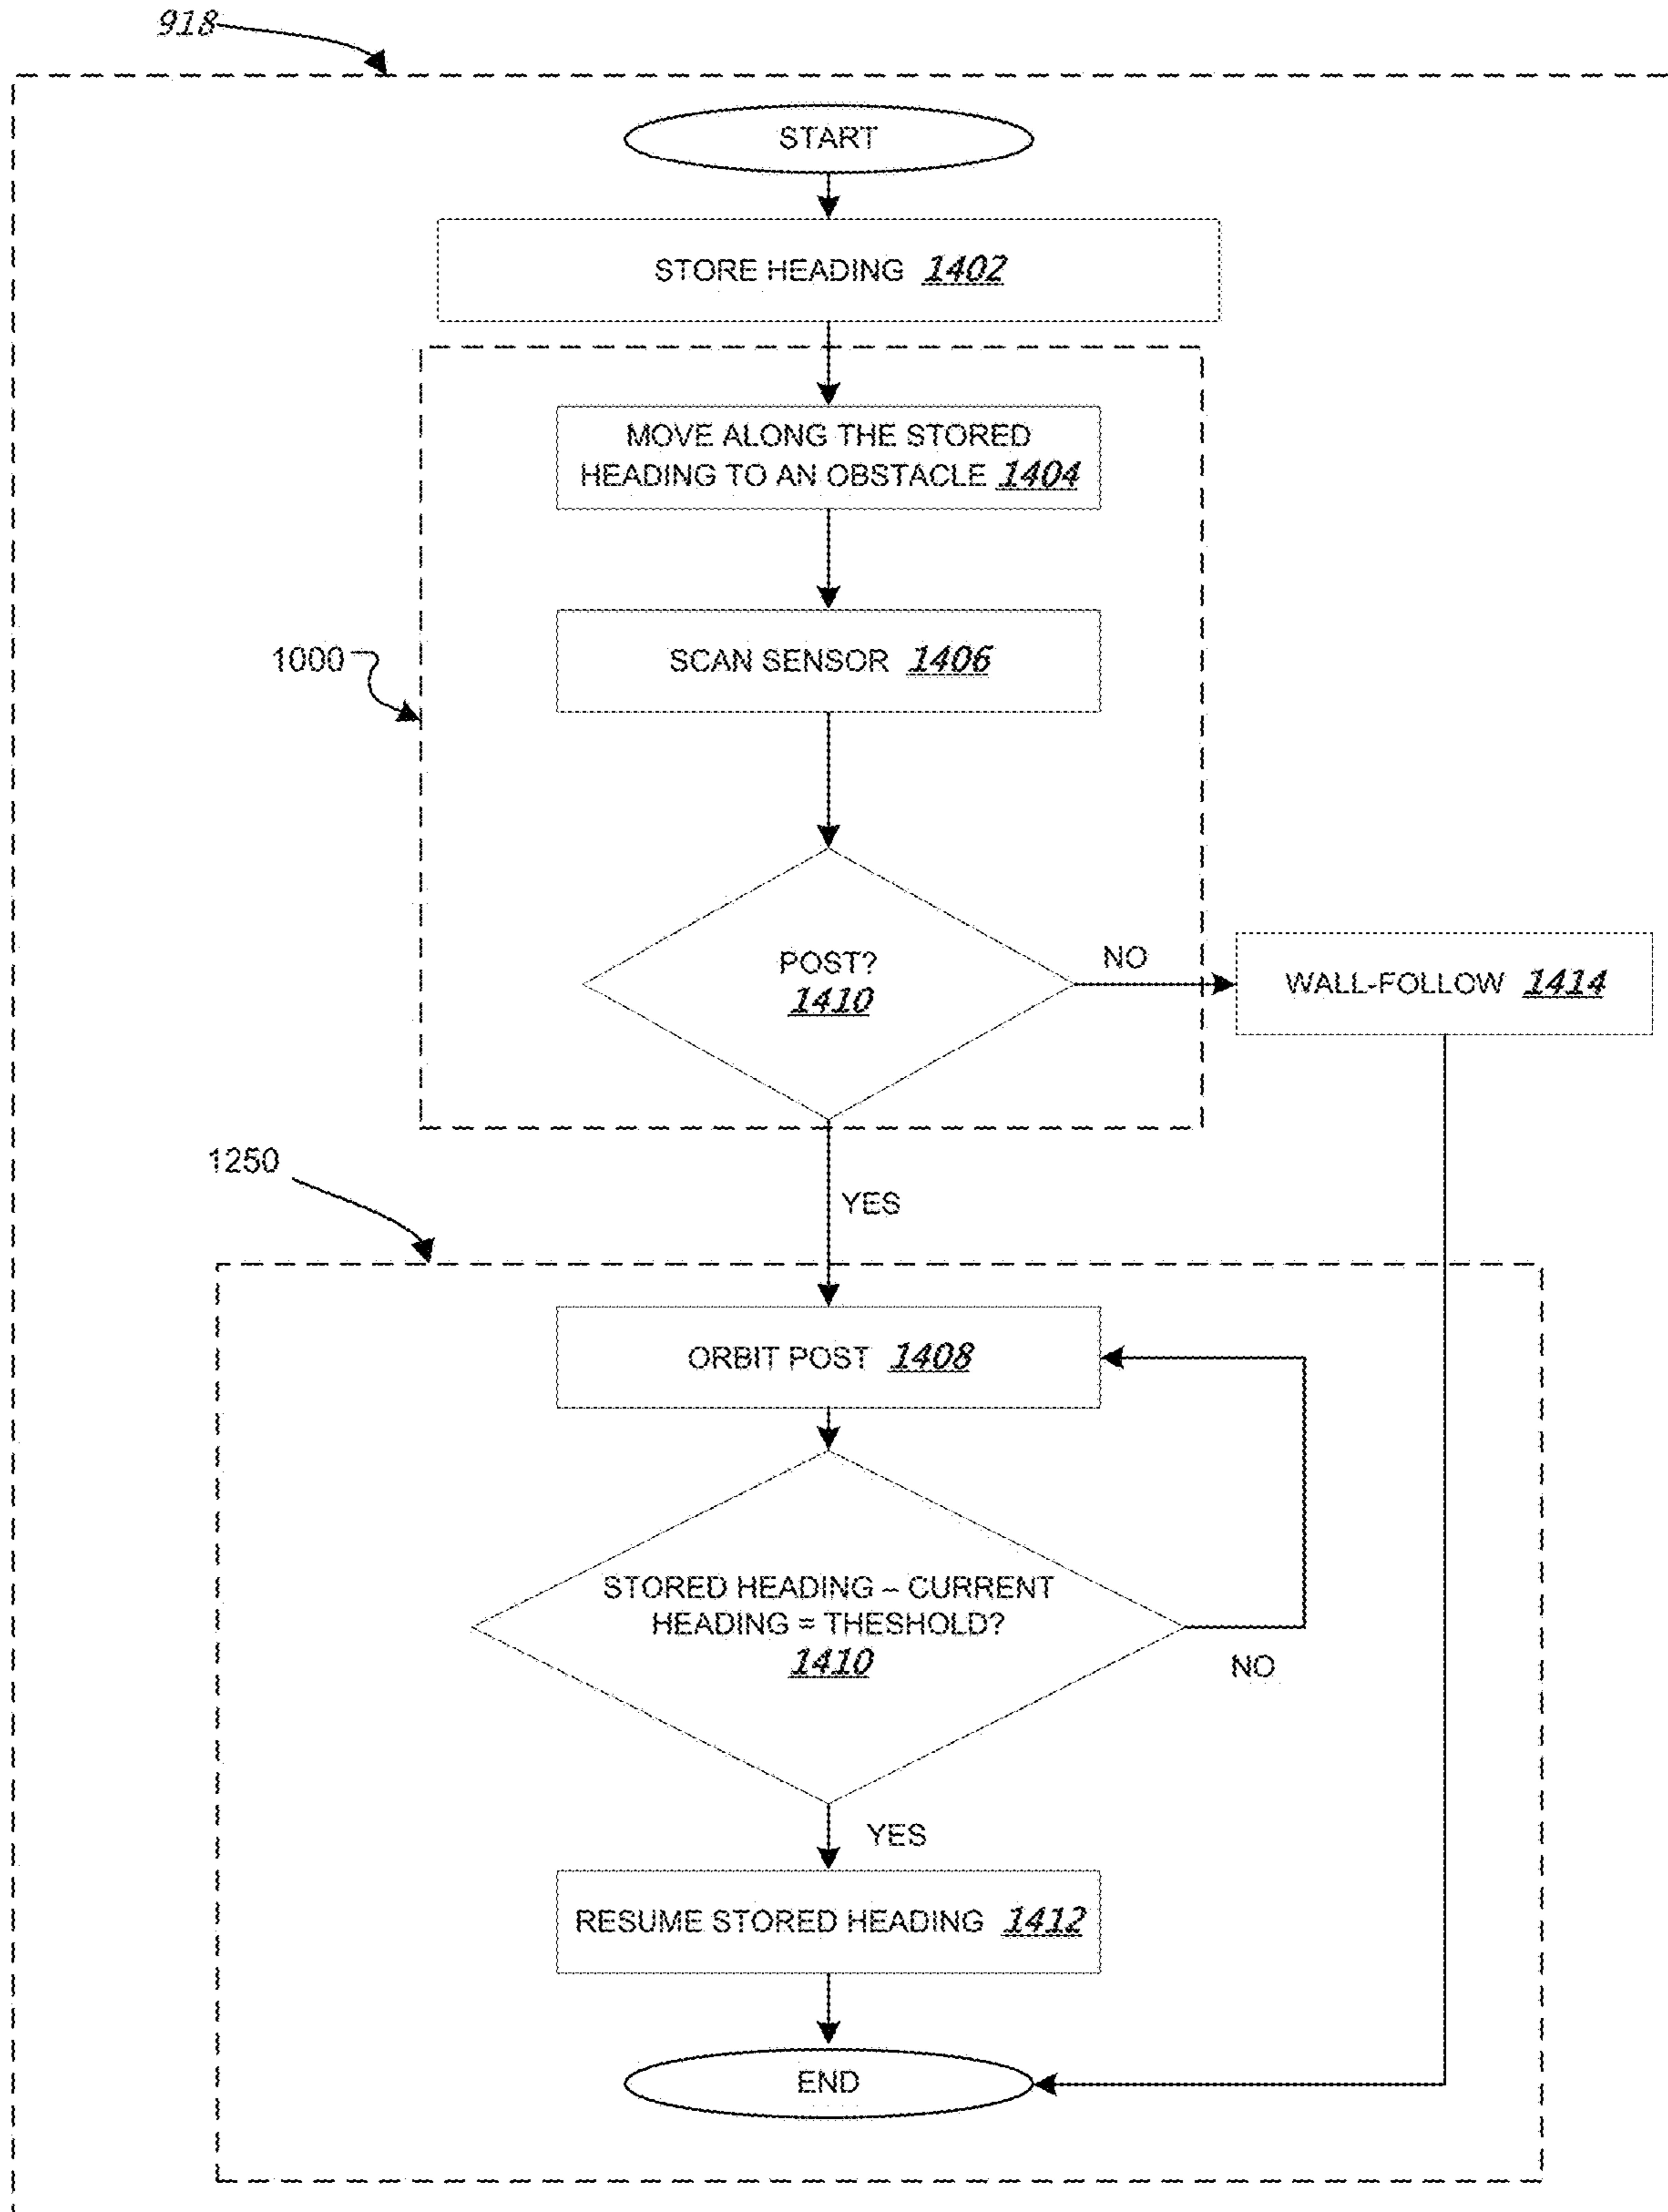 918
START
STORE HEADING 1402
MOVE ALONG THE STORED
HEADING TO AN OBSTACLE 1404
SCAN SENSOR 1406
1000
POST?
1410
NO
WALL-FOLLOW 1414
YES
1250
ORBIT POST 1408
STORED HEADING – CURRENT
HEADING = THESHOLD?
1410
NO
YES
RESUME STORED HEADING 1412
END